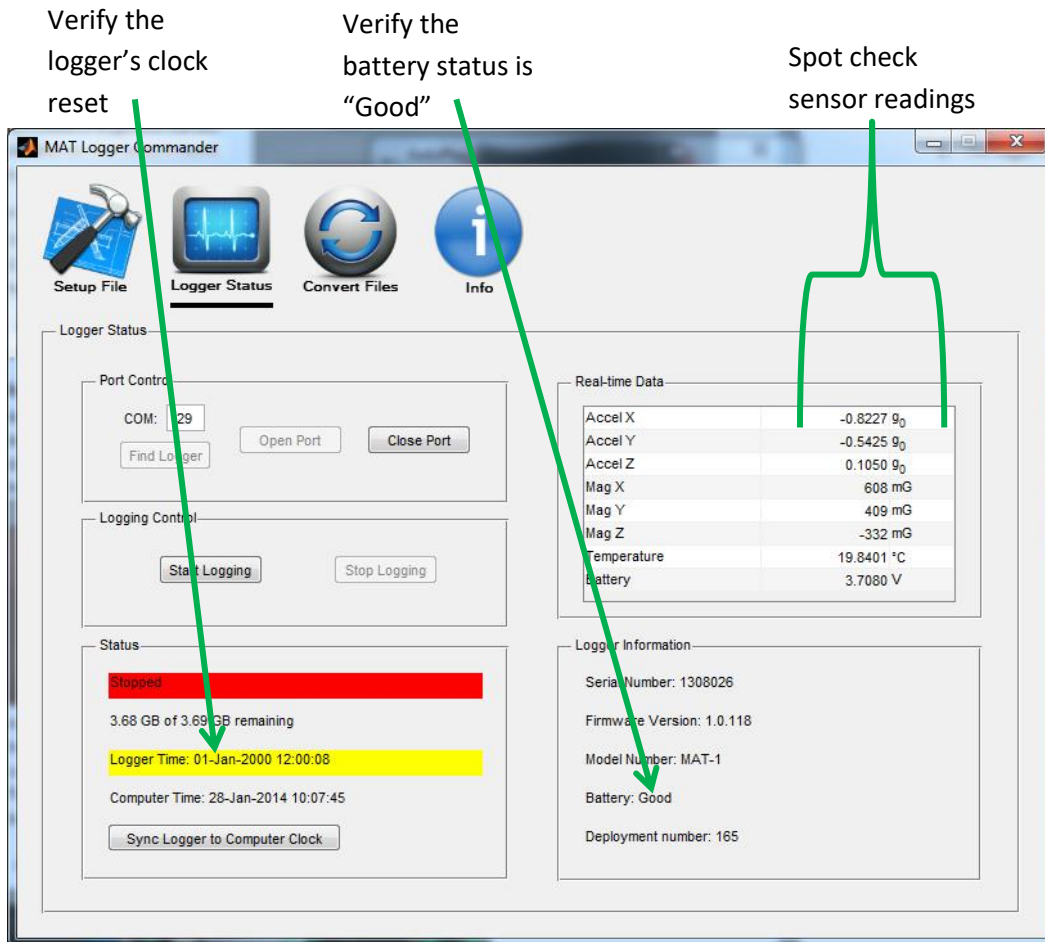 Verify the
logger’s clock
reset
Verify the
battery status is
“Good”
Spot check
sensor readings
MAT Logger Commander
Setup File
Logger Status
Convert Files
Info
Logger Status
Port Control
COM: 29
Find Logger
Open Port
Close Port
Logging Control
Start Logging
Stop Logging
Status
Stopped
3.68 GB of 3.69 GB remaining
Logger Time: 01-Jan-2000 12:00:08
Computer Time: 28-Jan-2014 10:07:45
Sync Logger to Computer Clock
Real-time Data
Accel X -0.8227 g0
Accel Y -0.5425 g0
Accel Z 0.1050 g0
Mag X 608 mG
Mag Y 409 mG
Mag Z -332 mG
Temperature 19.8401 °C
Battery 3.7080 V
Logger Information
Serial Number: 1308026
Firmware Version: 1.0.118
Model Number: MAT-1
Battery: Good
Deployment number: 165